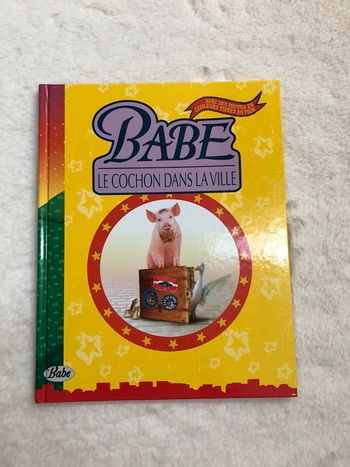 AVEC DES PHOTOS EN
COULEURS TIRÉES DU FILM
BABE
LE COCHON DANS LA VILLE
Babe